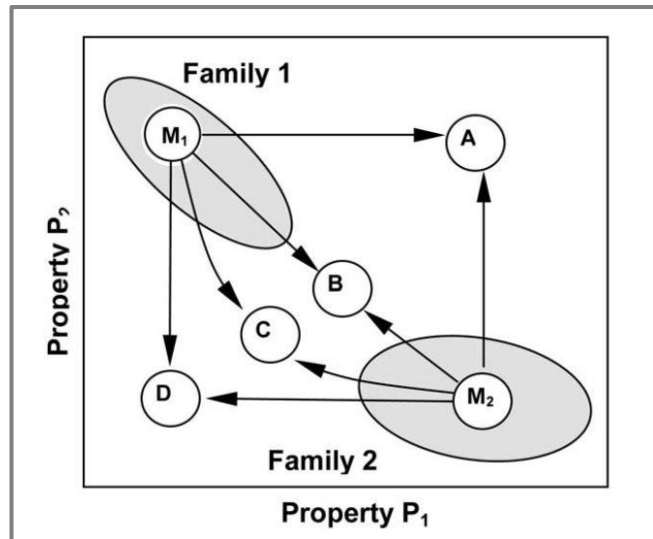 Family 1
M₁
A
B
C
D
M₂
Family 2
Property P₂
Property P₁